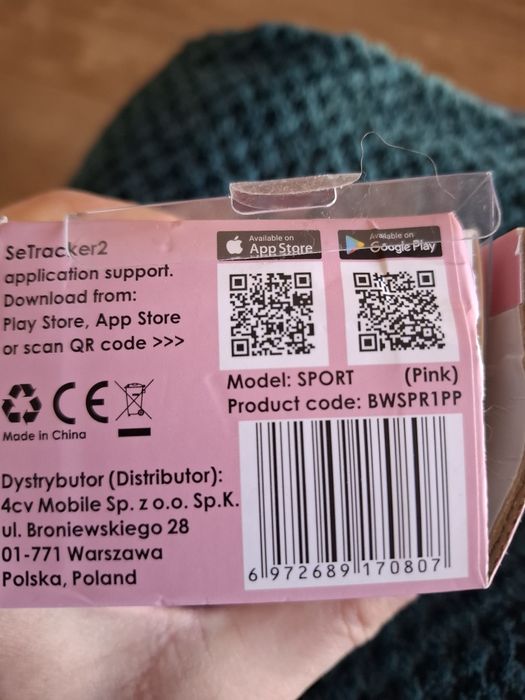 SeTracker2
application support.
Download from:
Play Store, App Store
or scan QR code >>>
Available on
App Store
Available on
Google Play
Model: SPORT (Pink)
Product code: BWSPR1PP
CE
Made in China
Dystrybutor (Distributor):
4cv Mobile Sp. z o.o. Sp.K.
ul. Broniewskiego 28
01-771 Warszawa
Polska, Poland
6 972689 170807